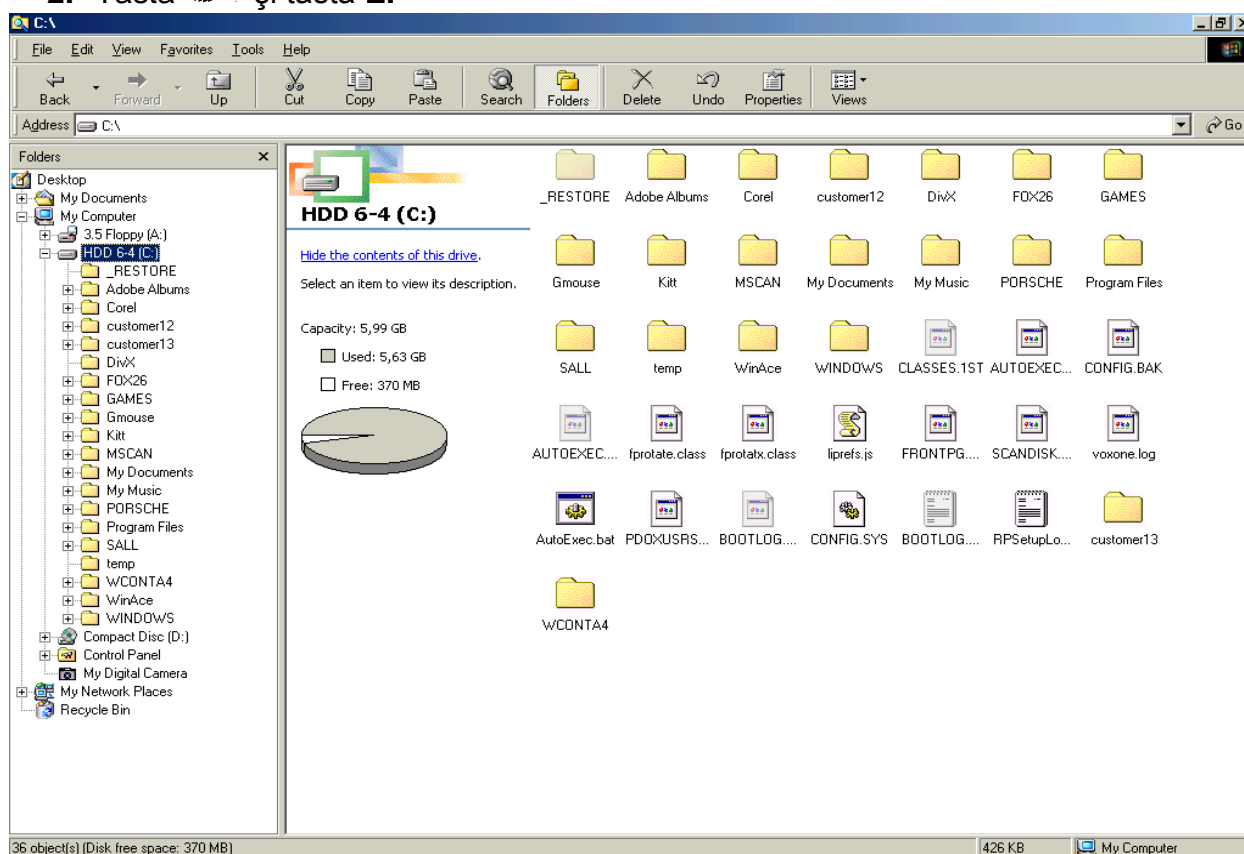 2. Tasta și tasta E.
C:\
File Edit View Favorites Tools Help
Back Forward Up Cut Copy Paste Search Folders Delete Undo Properties Views
Address C:\ Go
Folders
Desktop
My Documents
My Computer
3.5 Floppy (A:)
HDD 6-4 (C:)
_RESTORE
Adobe Albums
Corel
customer12
customer13
DivX
FOX26
GAMES
Gmouse
Kitt
MSCAN
My Documents
My Music
PORSCHE
Program Files
SALL
temp
WCONTA4
WinAce
WINDOWS
Compact Disc (D:)
Control Panel
My Digital Camera
My Network Places
Recycle Bin
HDD 6-4 (C:)
Hide the contents of this drive.
Select an item to view its description.
Capacity: 5,99 GB
Used: 5,63 GB
Free: 370 MB
_RESTORE Adobe Albums Corel customer12 DivX FOX26 GAMES
Gmouse Kitt MSCAN My Documents My Music PORSCHE Program Files
SALL temp WinAce WINDOWS CLASSES.1ST AUTOEXEC... CONFIG.BAK
AUTOEXEC.... fprotate.class fprotatx.class liprefs.js FRONTPG.... SCANDISK.... voxone.log
AutoExec.bat PDOXUSRS... BOOTLOG.... CONFIG.SYS BOOTLOG... RPSetupLo... customer13
WCONTA4
36 object(s) (Disk free space: 370 MB) 426 KB My Computer